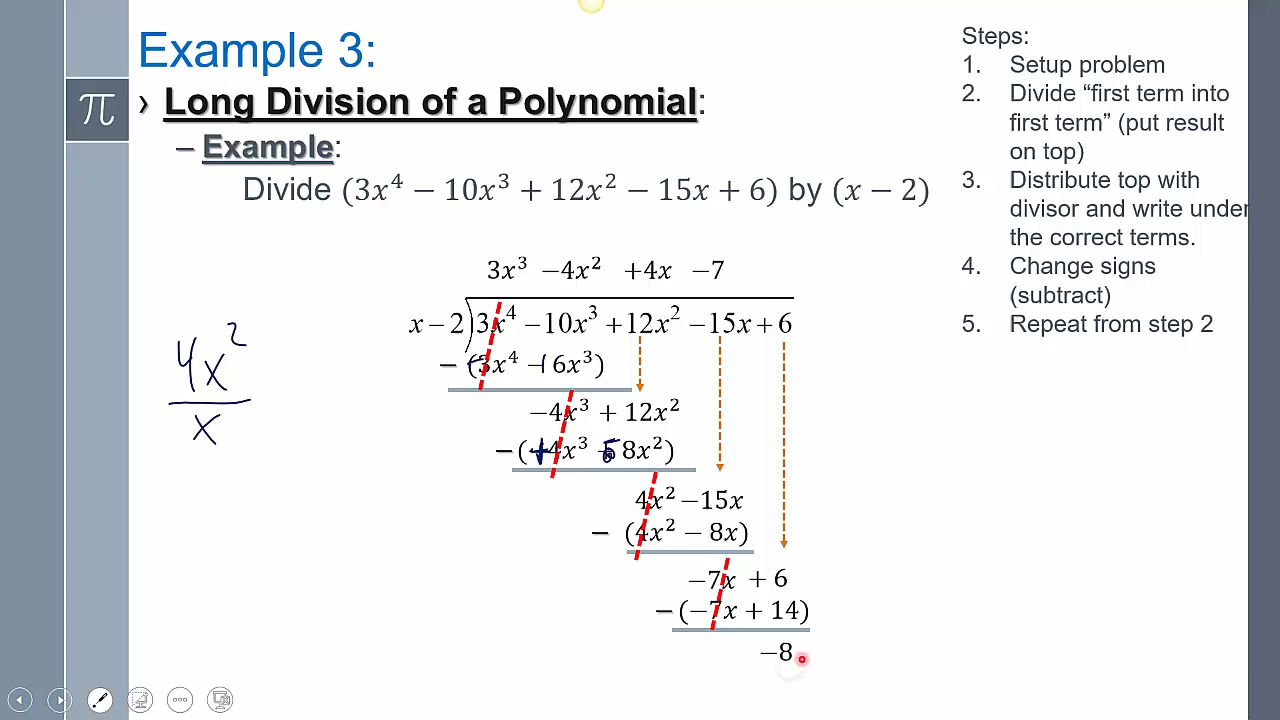 Example 3:
π
› Long Division of a Polynomial:
– Example:
Divide (3x⁴ − 10x³ + 12x² − 15x + 6) by (x − 2)
3x³ −4x² +4x −7
x − 2)3x⁴ −10x³ +12x² −15x + 6
− (3x⁴ − 6x³)
−4x³ + 12x²
− (−4x³ + 8x²)
4x² −15x
− (4x² − 8x)
−7x + 6
− (−7x + 14)
−8
4x²
x
Steps:
1. Setup problem
2. Divide “first term into
first term” (put result
on top)
3. Distribute top with
divisor and write under
the correct terms.
4. Change signs
(subtract)
5. Repeat from step 2